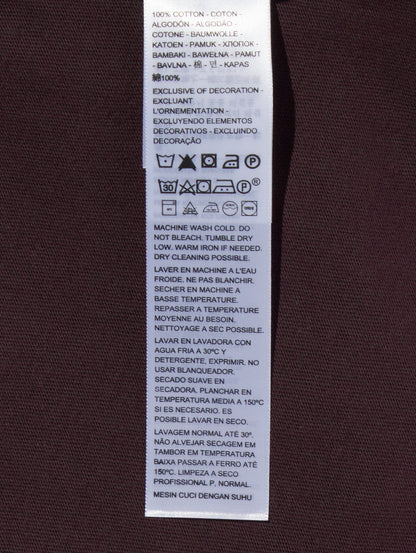 100% COTTON - COTON -
ALGODÓN - ALGODÃO -
COTONE - BAUMWOLLE -
KATOEN - PAMUK - ХЛОПОК -
BAMBAKI - BAWEŁNA - PAMUT
- BAVLNA - 棉 - 면 - KAPAS
綿100%
EXCLUSIVE OF DECORATION -
EXCLUANT
L'ORNEMENTATION -
EXCLUYENDO ELEMENTOS
DECORATIVOS - EXCLUINDO
DECORAÇÃO
P
30 P ®
MACHINE WASH COLD. DO
NOT BLEACH. TUMBLE DRY
LOW. WARM IRON IF NEEDED.
DRY CLEANING POSSIBLE.
LAVER EN MACHINE A L'EAU
FROIDE. NE PAS BLANCHIR.
SECHER EN MACHINE A
BASSE TEMPERATURE.
REPASSER A TEMPERATURE
MOYENNE AU BESOIN.
NETTOYAGE A SEC POSSIBLE.
LAVAR EN LAVADORA CON
AGUA FRIA A 30ºC Y
DETERGENTE, EXPRIMIR. NO
USAR BLANQUEADOR.
SECADO SUAVE EN
SECADORA. PLANCHAR EN
TEMPERATURA MEDIA A 150ºC
SI ES NECESARIO. ES
POSIBLE LAVAR EN SECO.
LAVAGEM NORMAL ATÉ 30º.
NÃO ALVEJAR SECAGEM EM
TAMBOR EM TEMPERATURA
BAIXA PASSAR A FERRO ATÉ
150ºC. LIMPEZA A SECO
PROFISSIONAL P. NORMAL.
MESIN CUCI DENGAN SUHU